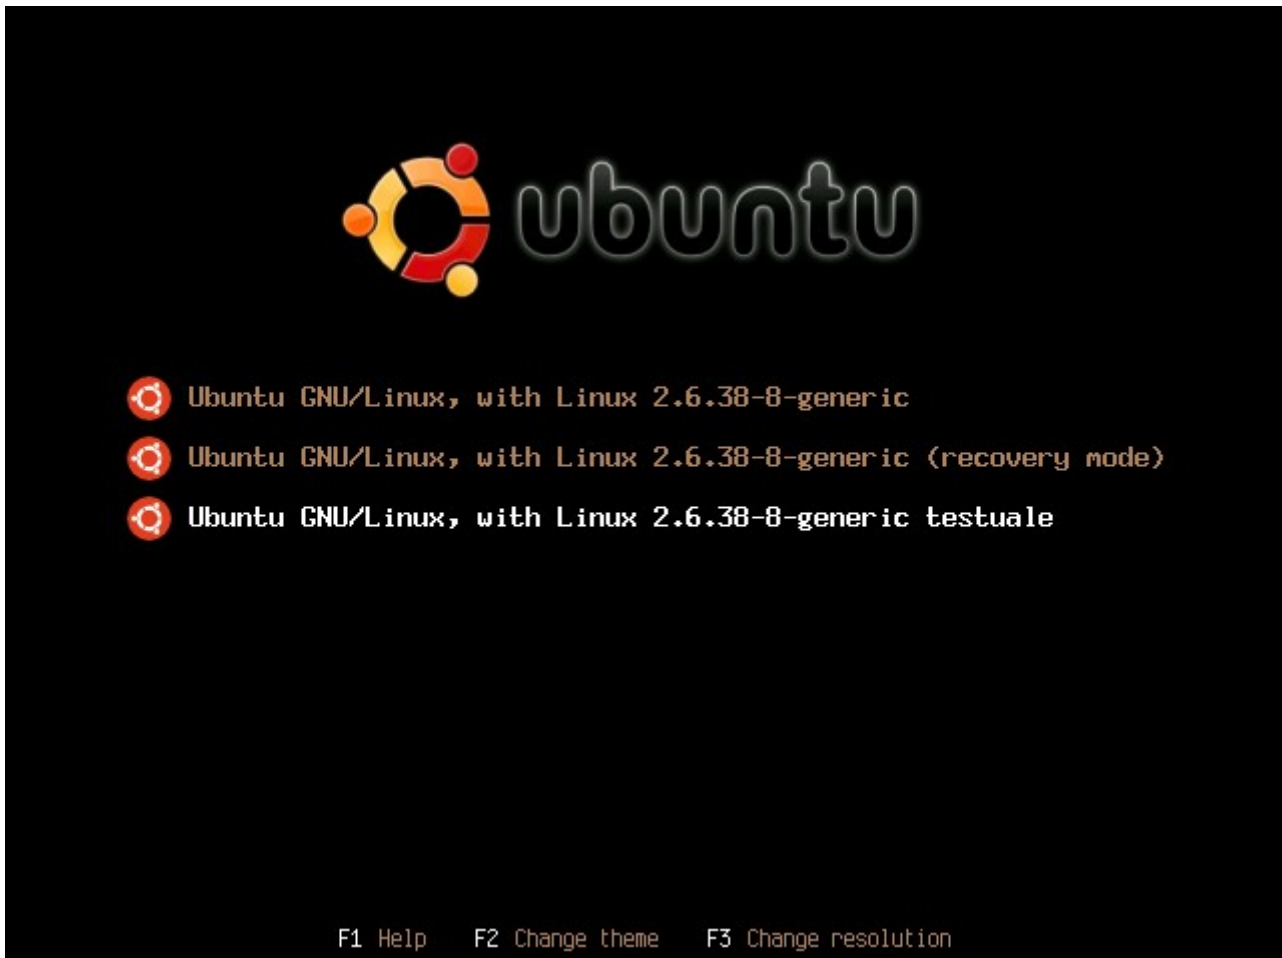 ubuntu
Ubuntu GNU/Linux, with Linux 2.6.38-8-generic
Ubuntu GNU/Linux, with Linux 2.6.38-8-generic (recovery mode)
Ubuntu GNU/Linux, with Linux 2.6.38-8-generic testuale
F1 Help F2 Change theme F3 Change resolution